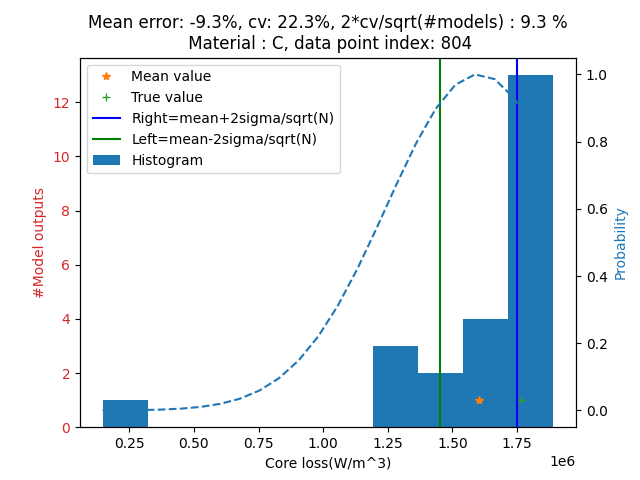 Mean error: -9.3%, cv: 22.3%, 2*cv/sqrt(#models) : 9.3 %
Material : C, data point index: 804
Mean value
True value
Right=mean+2sigma/sqrt(N)
Left=mean-2sigma/sqrt(N)
Histogram
#Model outputs
12
10
8
6
4
2
0
1.0
0.8
0.6
0.4
0.2
0.0
Probability
0.25 0.50 0.75 1.00 1.25 1.50 1.75
1e6
Core loss(W/m^3)